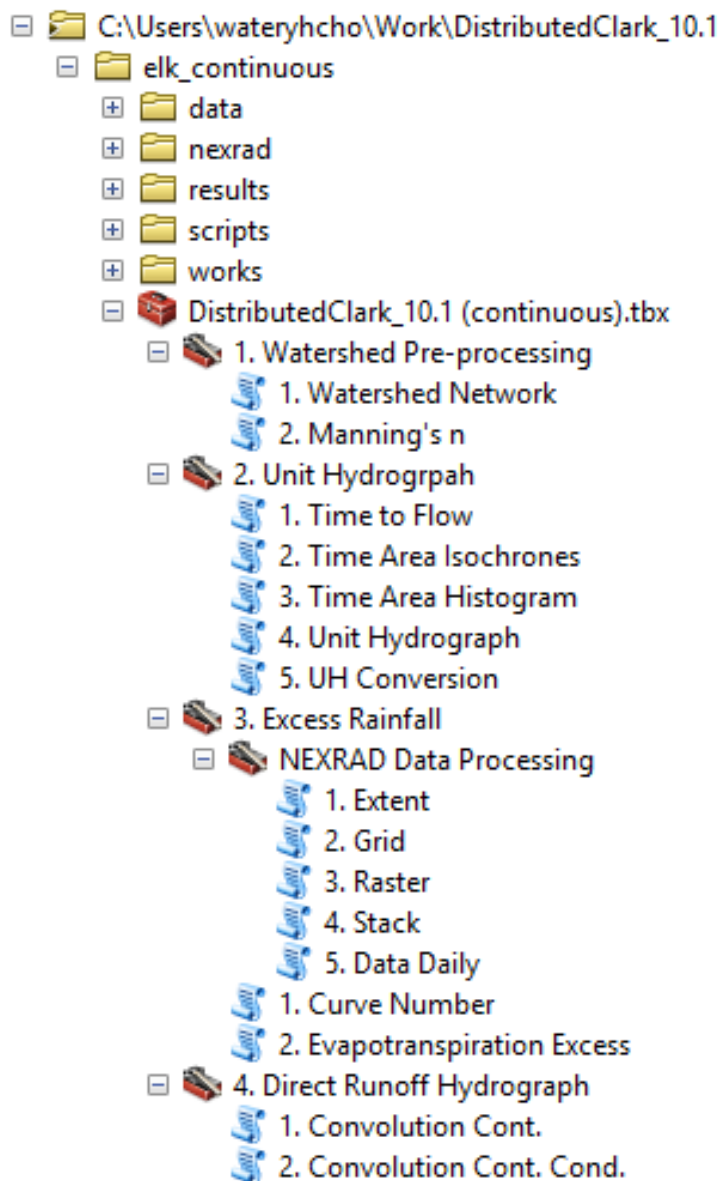 C:\Users\wateryhcho\Work\DistributedClark_10.1
elk_continuous
data
nexrad
results
scripts
works
DistributedClark_10.1 (continuous).tbx
1. Watershed Pre-processing
1. Watershed Network
2. Manning's n
2. Unit Hydrogrpah
1. Time to Flow
2. Time Area Isochrones
3. Time Area Histogram
4. Unit Hydrograph
5. UH Conversion
3. Excess Rainfall
NEXRAD Data Processing
1. Extent
2. Grid
3. Raster
4. Stack
5. Data Daily
1. Curve Number
2. Evapotranspiration Excess
4. Direct Runoff Hydrograph
1. Convolution Cont.
2. Convolution Cont. Cond.